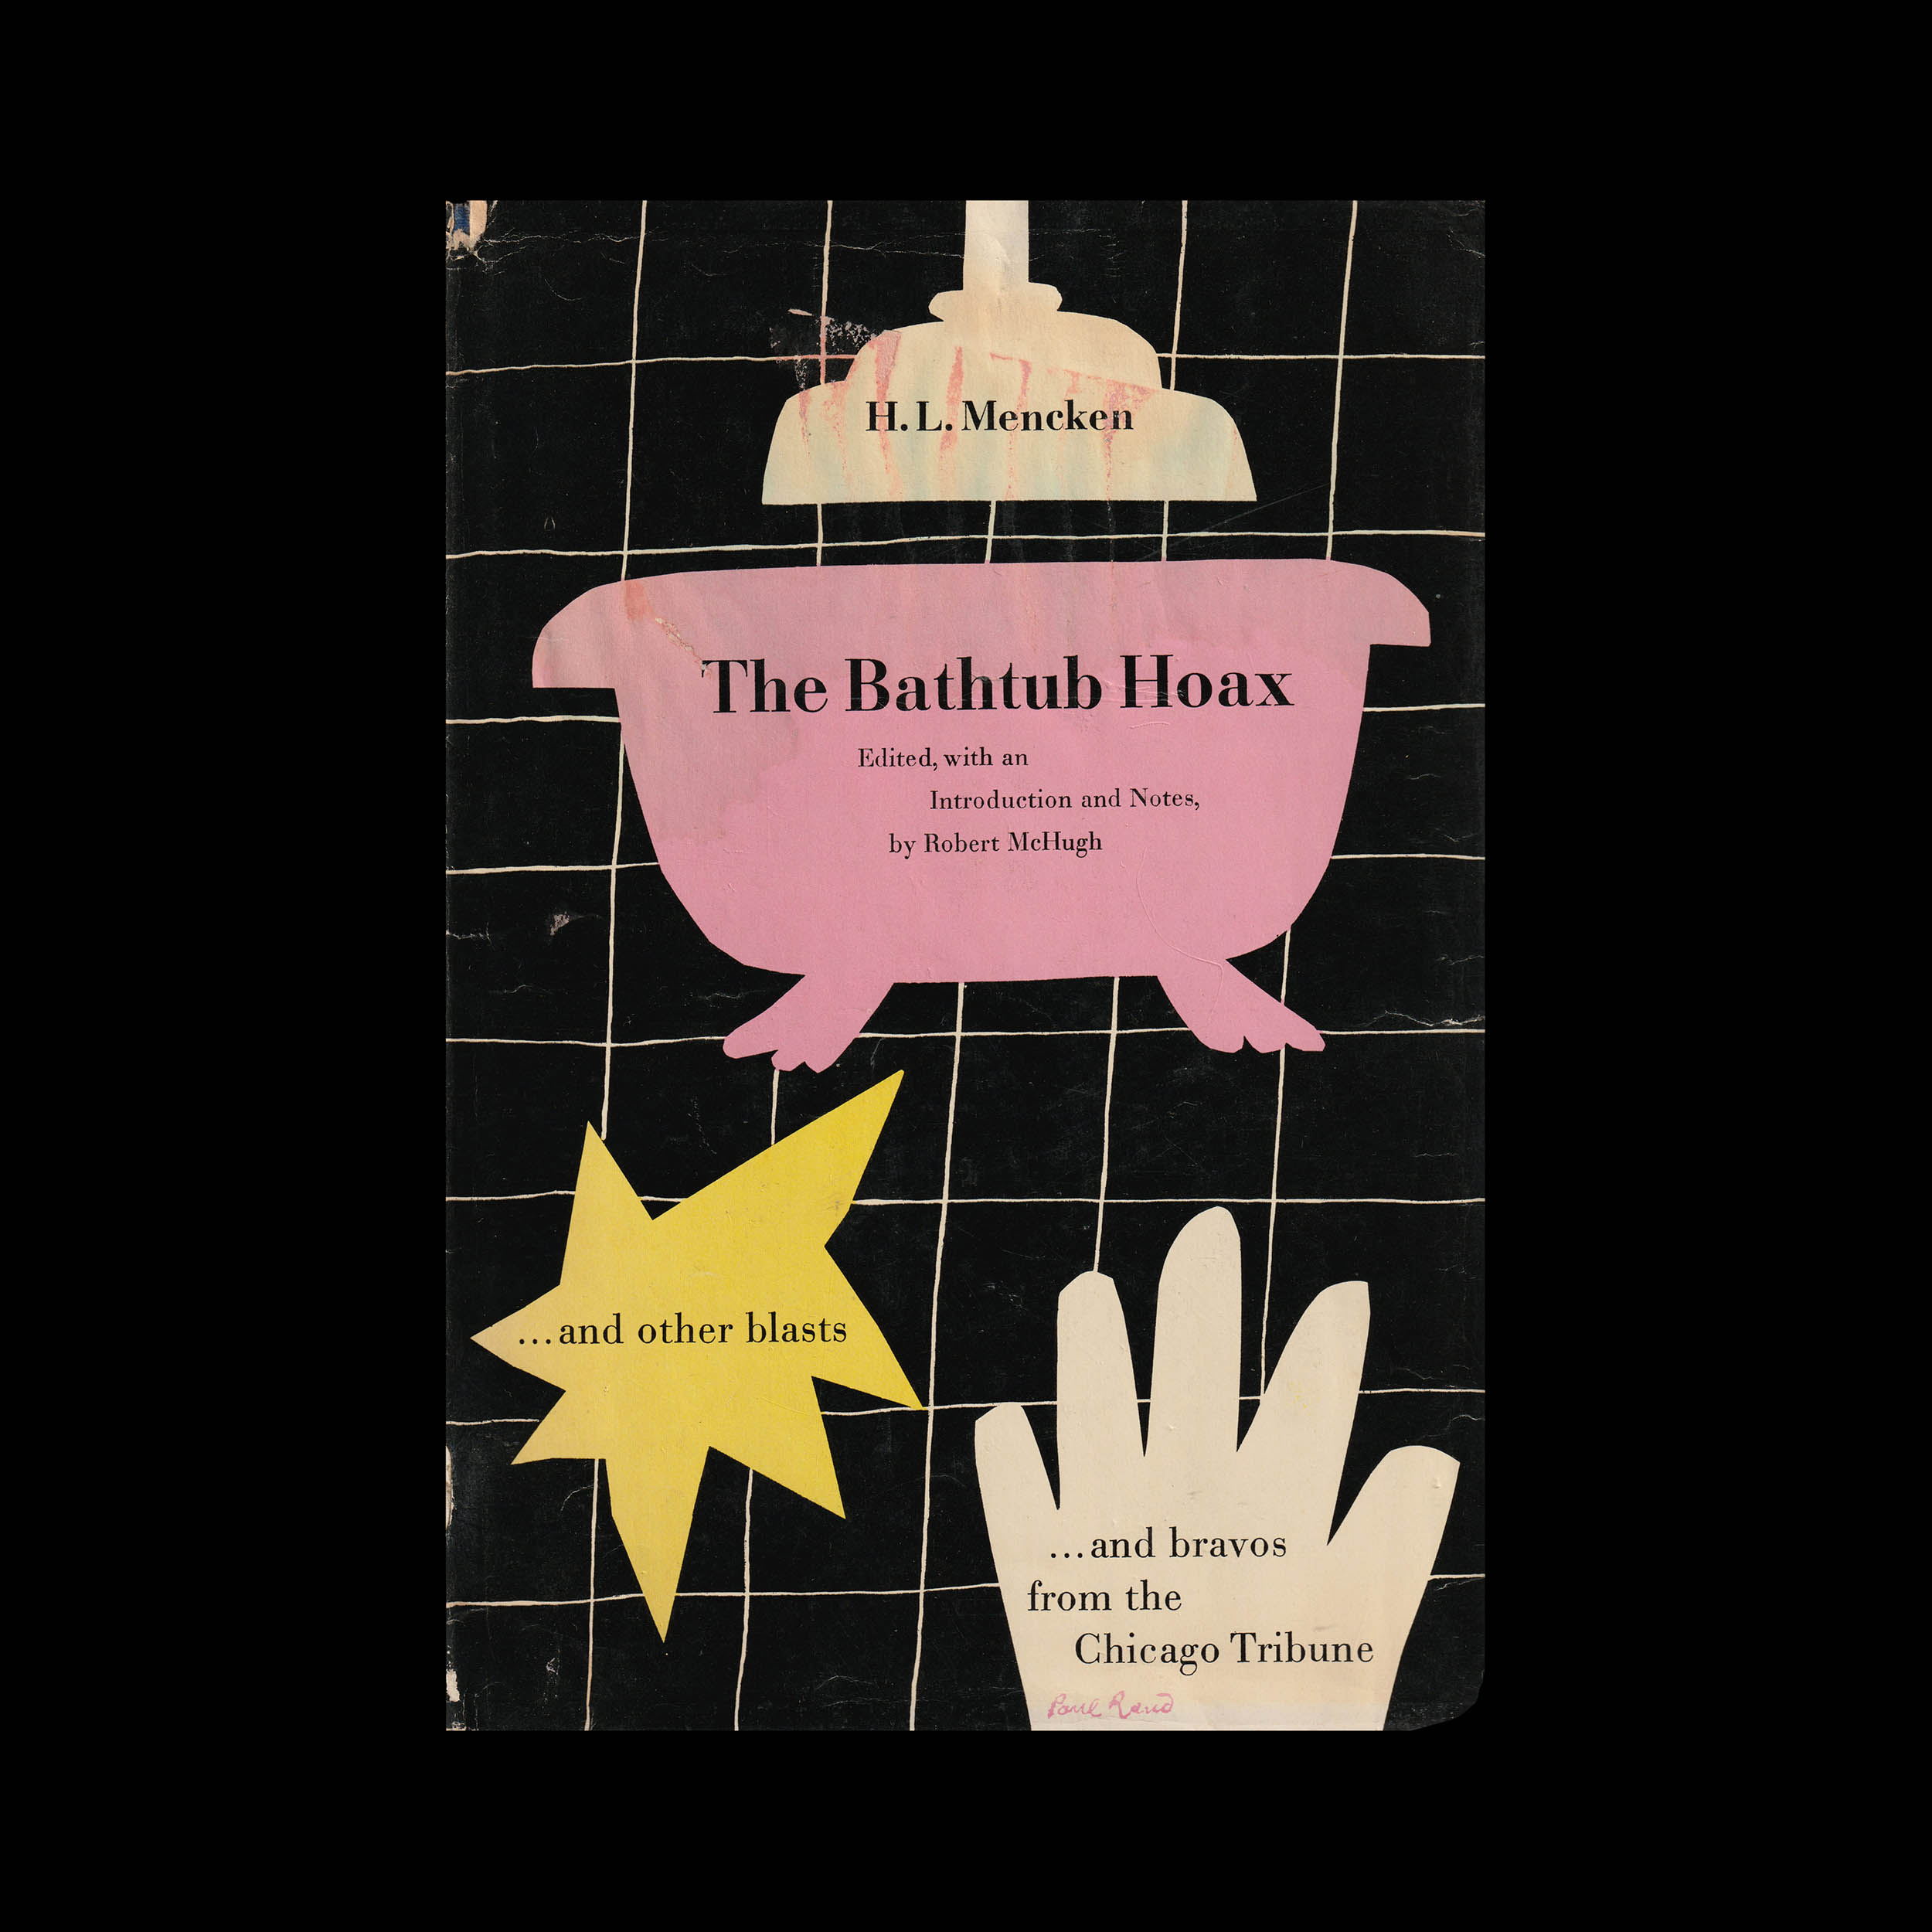 H. L. Mencken
The Bathtub Hoax
Edited, with an
Introduction and Notes,
by Robert McHugh
...and other blasts
...and bravos
from the
Chicago Tribune
Paul Rand